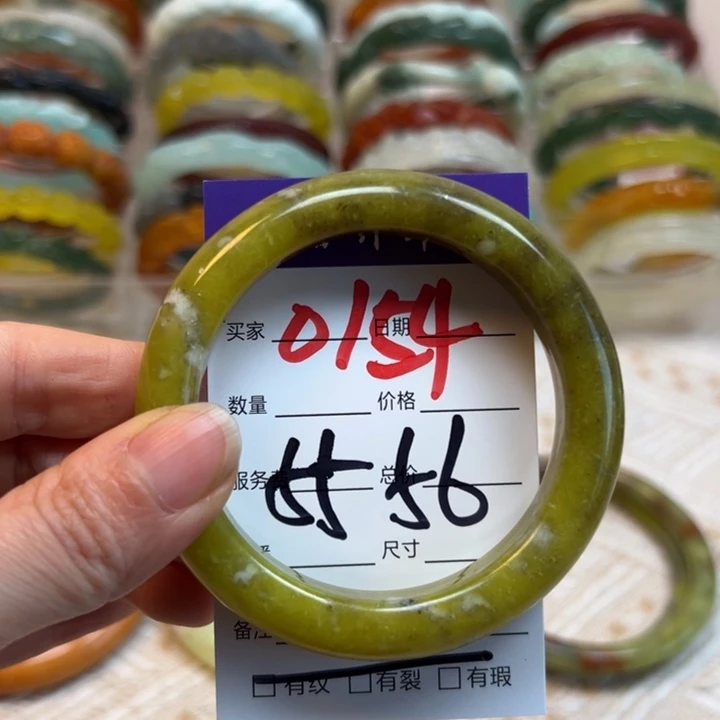 买家 0154 日期
数量 价格
服务 55 56 总价
尺寸
备注
有纹 有裂 有瑕